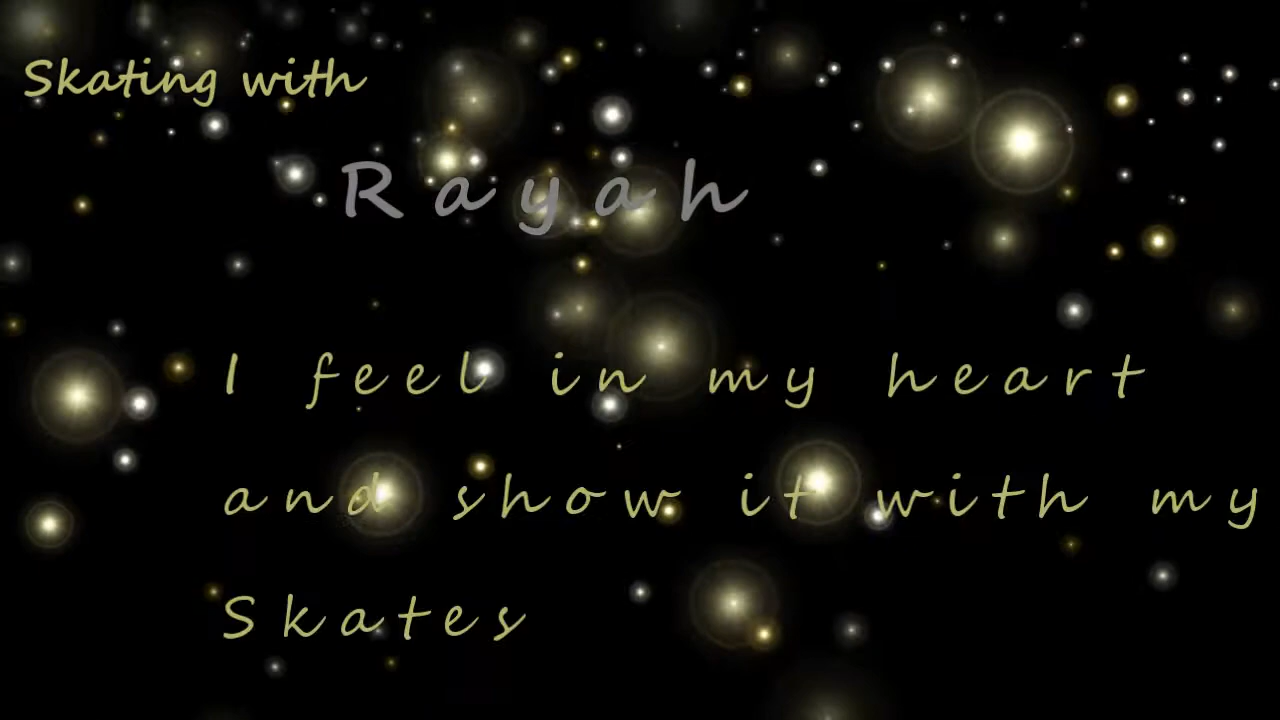 Skating with
Rayah
I feel in my heart
and show it with my
Skates